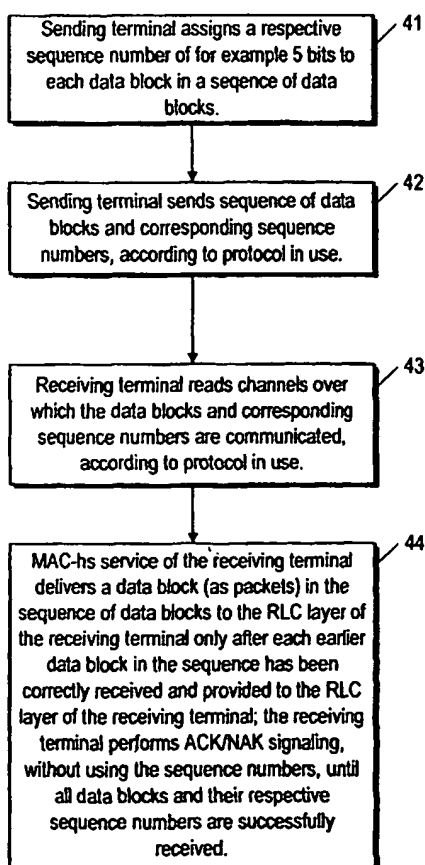 Sending terminal assigns a respective
sequence number of for example 5 bits to
each data block in a seqence of data
blocks.
41
Sending terminal sends sequence of data
blocks and corresponding sequence
numbers, according to protocol in use.
42
Receiving terminal reads channels over
which the data blocks and corresponding
sequence numbers are communicated,
according to protocol in use.
43
MAC-hs service of the receiving terminal
delivers a data block (as packets) in the
sequence of data blocks to the RLC layer of
the receiving terminal only after each earlier
data block in the sequence has been
correctly received and provided to the RLC
layer of the receiving terminal; the receiving
terminal performs ACK/NAK signaling,
without using the sequence numbers, until
all data blocks and their respective
sequence numbers are successfully
received.
44